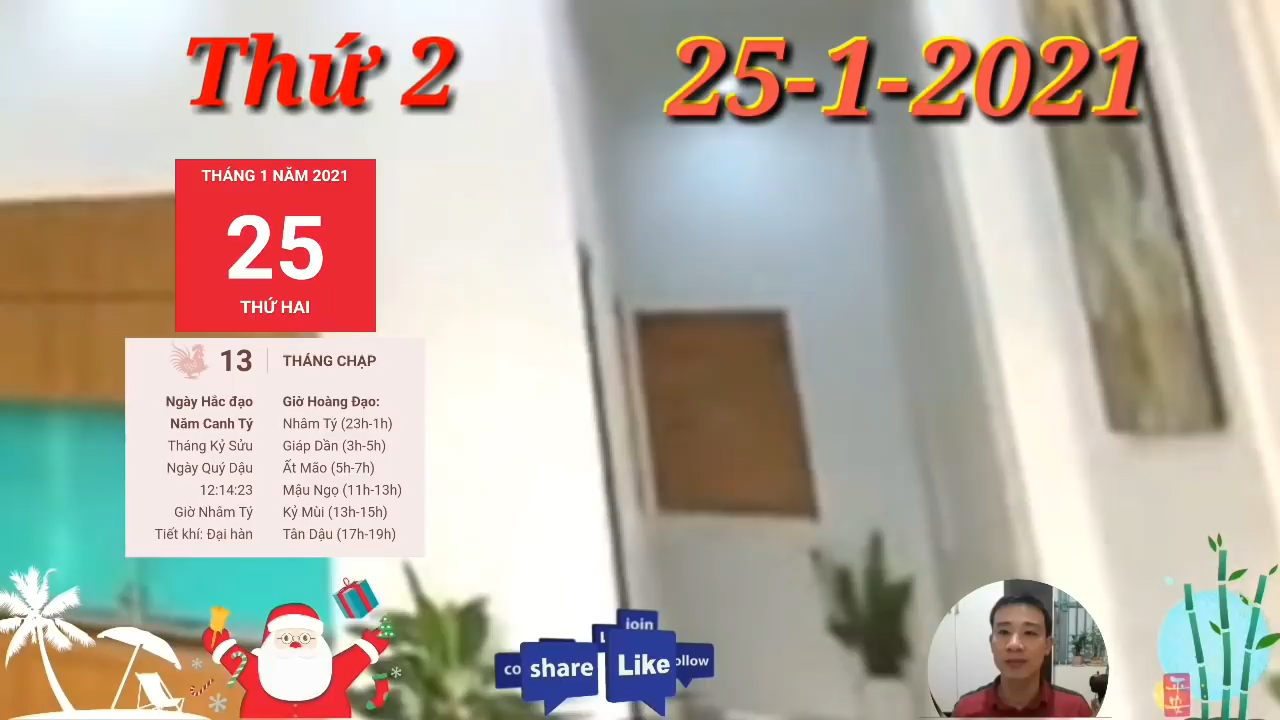 Thứ 2
25-1-2021
THÁNG 1 NĂM 2021
25
THỨ HAI
13
THÁNG CHẠP
Ngày Hắc đạo
Giờ Hoàng Đạo:
Năm Canh Tý
Nhâm Tý (23h-1h)
Tháng Kỷ Sửu
Giáp Dần (3h-5h)
Ngày Quý Dậu
Ất Mão (5h-7h)
12:14:23
Mậu Ngọ (11h-13h)
Giờ Nhâm Tý
Kỷ Mùi (13h-15h)
Tiết khí: Đại hàn
Tân Dậu (17h-19h)
join
share
Like